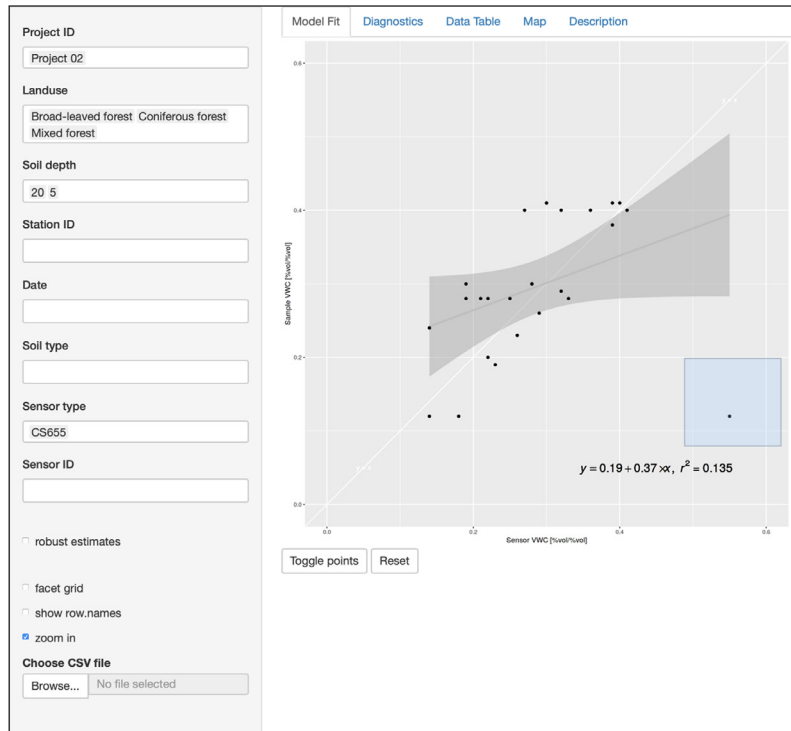 Project ID
Project 02
Landuse
Broad-leaved forest Coniferous forest
Mixed forest
Soil depth
20 5
Station ID
Date
Soil type
Sensor type
CS655
Sensor ID
robust estimates
facet grid
show row.names
zoom in
Choose CSV file
Browse... No file selected
Model Fit Diagnostics Data Table Map Description
0.6
0.4
0.2
0.0
Sample VWC [%vol/%vol]
y = 0.19 + 0.37 × x, r² = 0.135
0.0 0.2 0.4 0.6
Sensor VWC [%vol/%vol]
Toggle points Reset